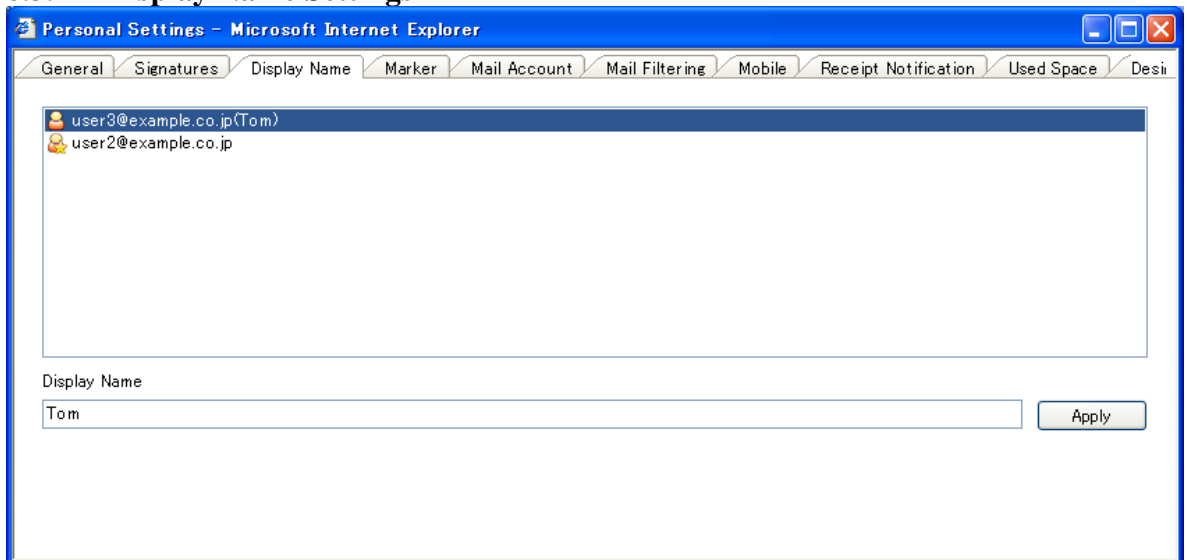 Personal Settings - Microsoft Internet Explorer
General Signatures Display Name Marker Mail Account Mail Filtering Mobile Receipt Notification Used Space
user3@example.co.jp(Tom)
user2@example.co.jp
Display Name
Tom Apply